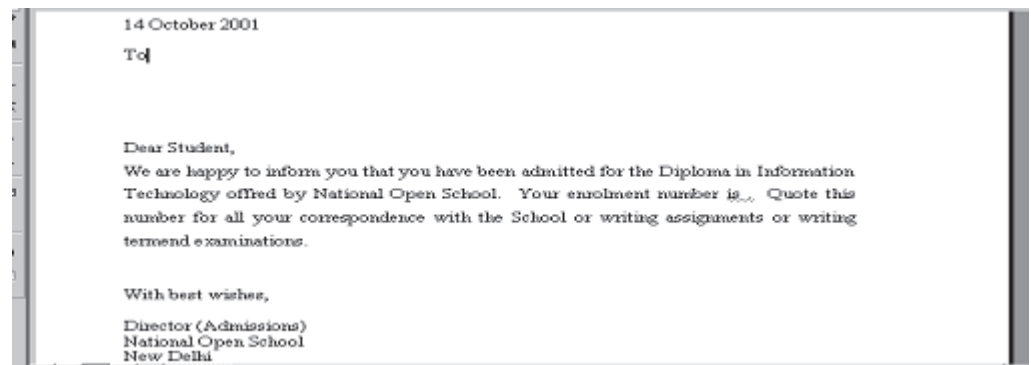 14 October 2001
To
Dear Student,
We are happy to inform you that you have been admitted for the Diploma in Information
Technology offred by National Open School. Your enrolment number is . Quote this
number for all your correspondence with the School or writing assignments or writing
termend examinations.
With best wishes,
Director (Admissions)
National Open School
New Delhi